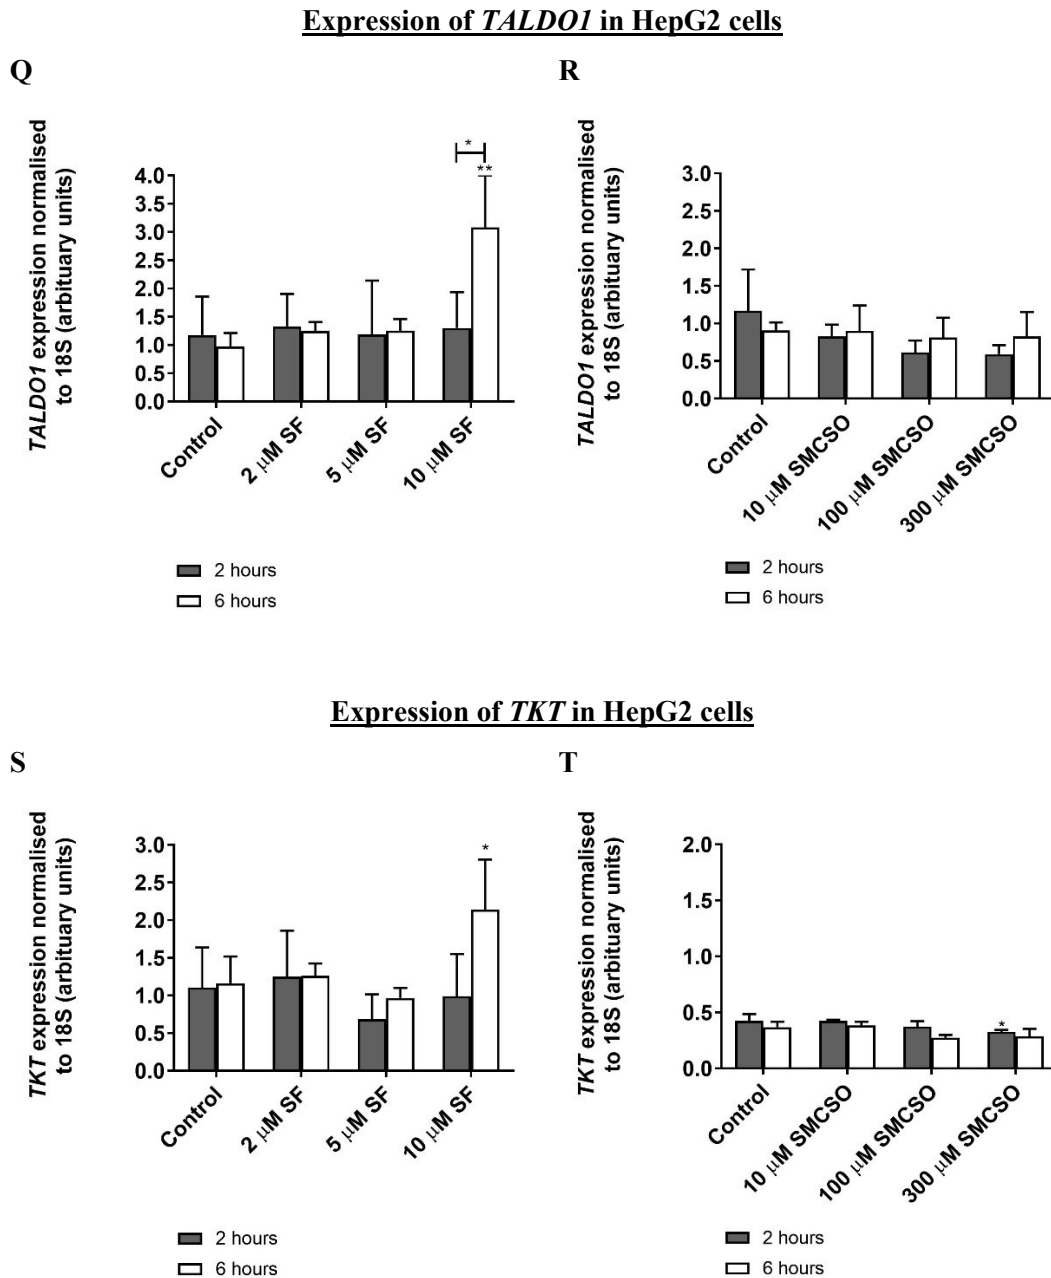 Expression of TALDO1 in HepG2 cells
Q
TALDO1 expression normalised
to 18S (arbituary units)
4.0
3.5
3.0
2.5
2.0
1.5
1.0
0.5
0.0
*
**
Control
2 μM SF
5 μM SF
10 μM SF
2 hours
6 hours
R
TALDO1 expression normalised
to 18S (arbituary units)
3.0
2.5
2.0
1.5
1.0
0.5
0.0
Control
10 μM SMCSO
100 μM SMCSO
300 μM SMCSO
2 hours
6 hours
Expression of TKT in HepG2 cells
S
TKT expression normalised
to 18S (arbituary units)
3.0
2.5
2.0
1.5
1.0
0.5
0.0
*
Control
2 μM SF
5 μM SF
10 μM SF
2 hours
6 hours
T
TKT expression normalised
to 18S (arbituary units)
2.0
1.5
1.0
0.5
0.0
*
Control
10 μM SMCSO
100 μM SMCSO
300 μM SMCSO
2 hours
6 hours